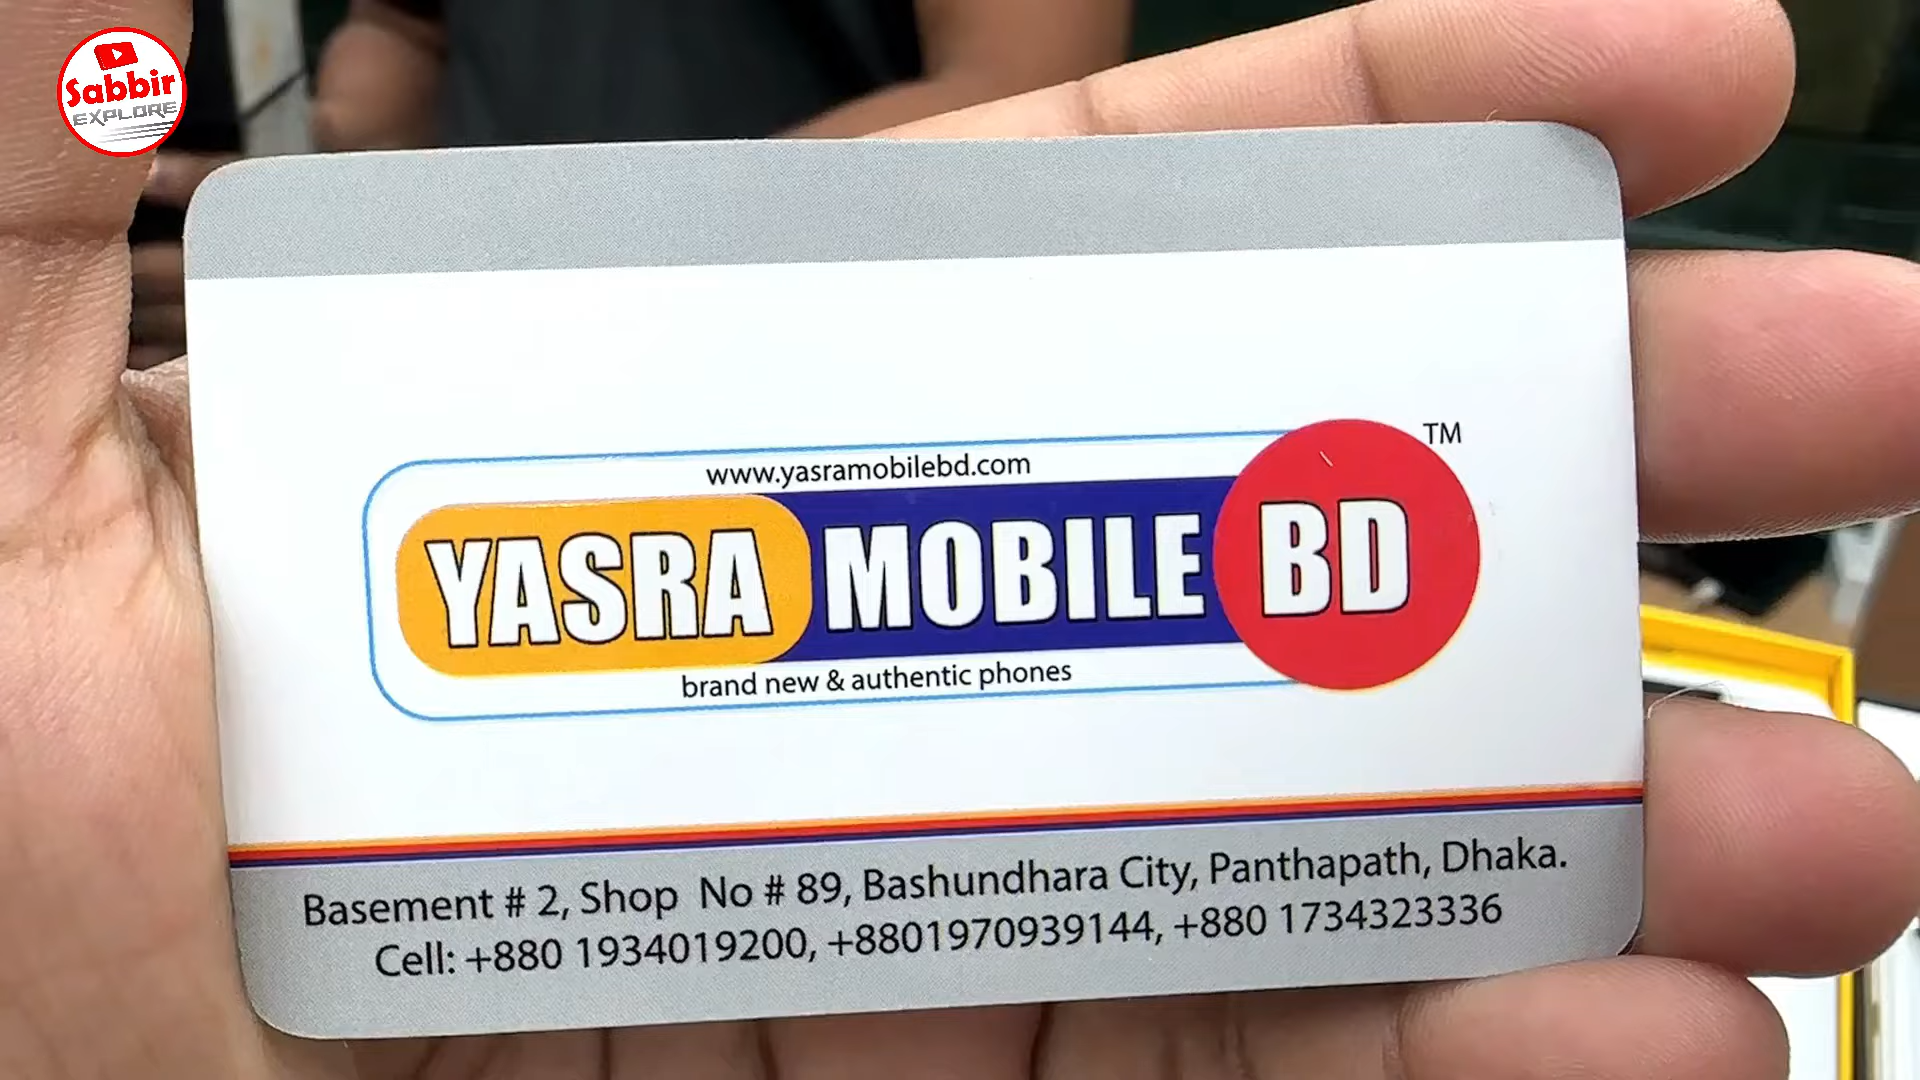 Sabbir
EXPLORE
TM
www.yasramobilebd.com
YASRA MOBILE BD
brand new & authentic phones
Basement # 2, Shop No # 89, Bashundhara City, Panthapath, Dhaka.
Cell: +880 1934019200, +8801970939144, +880 1734323336